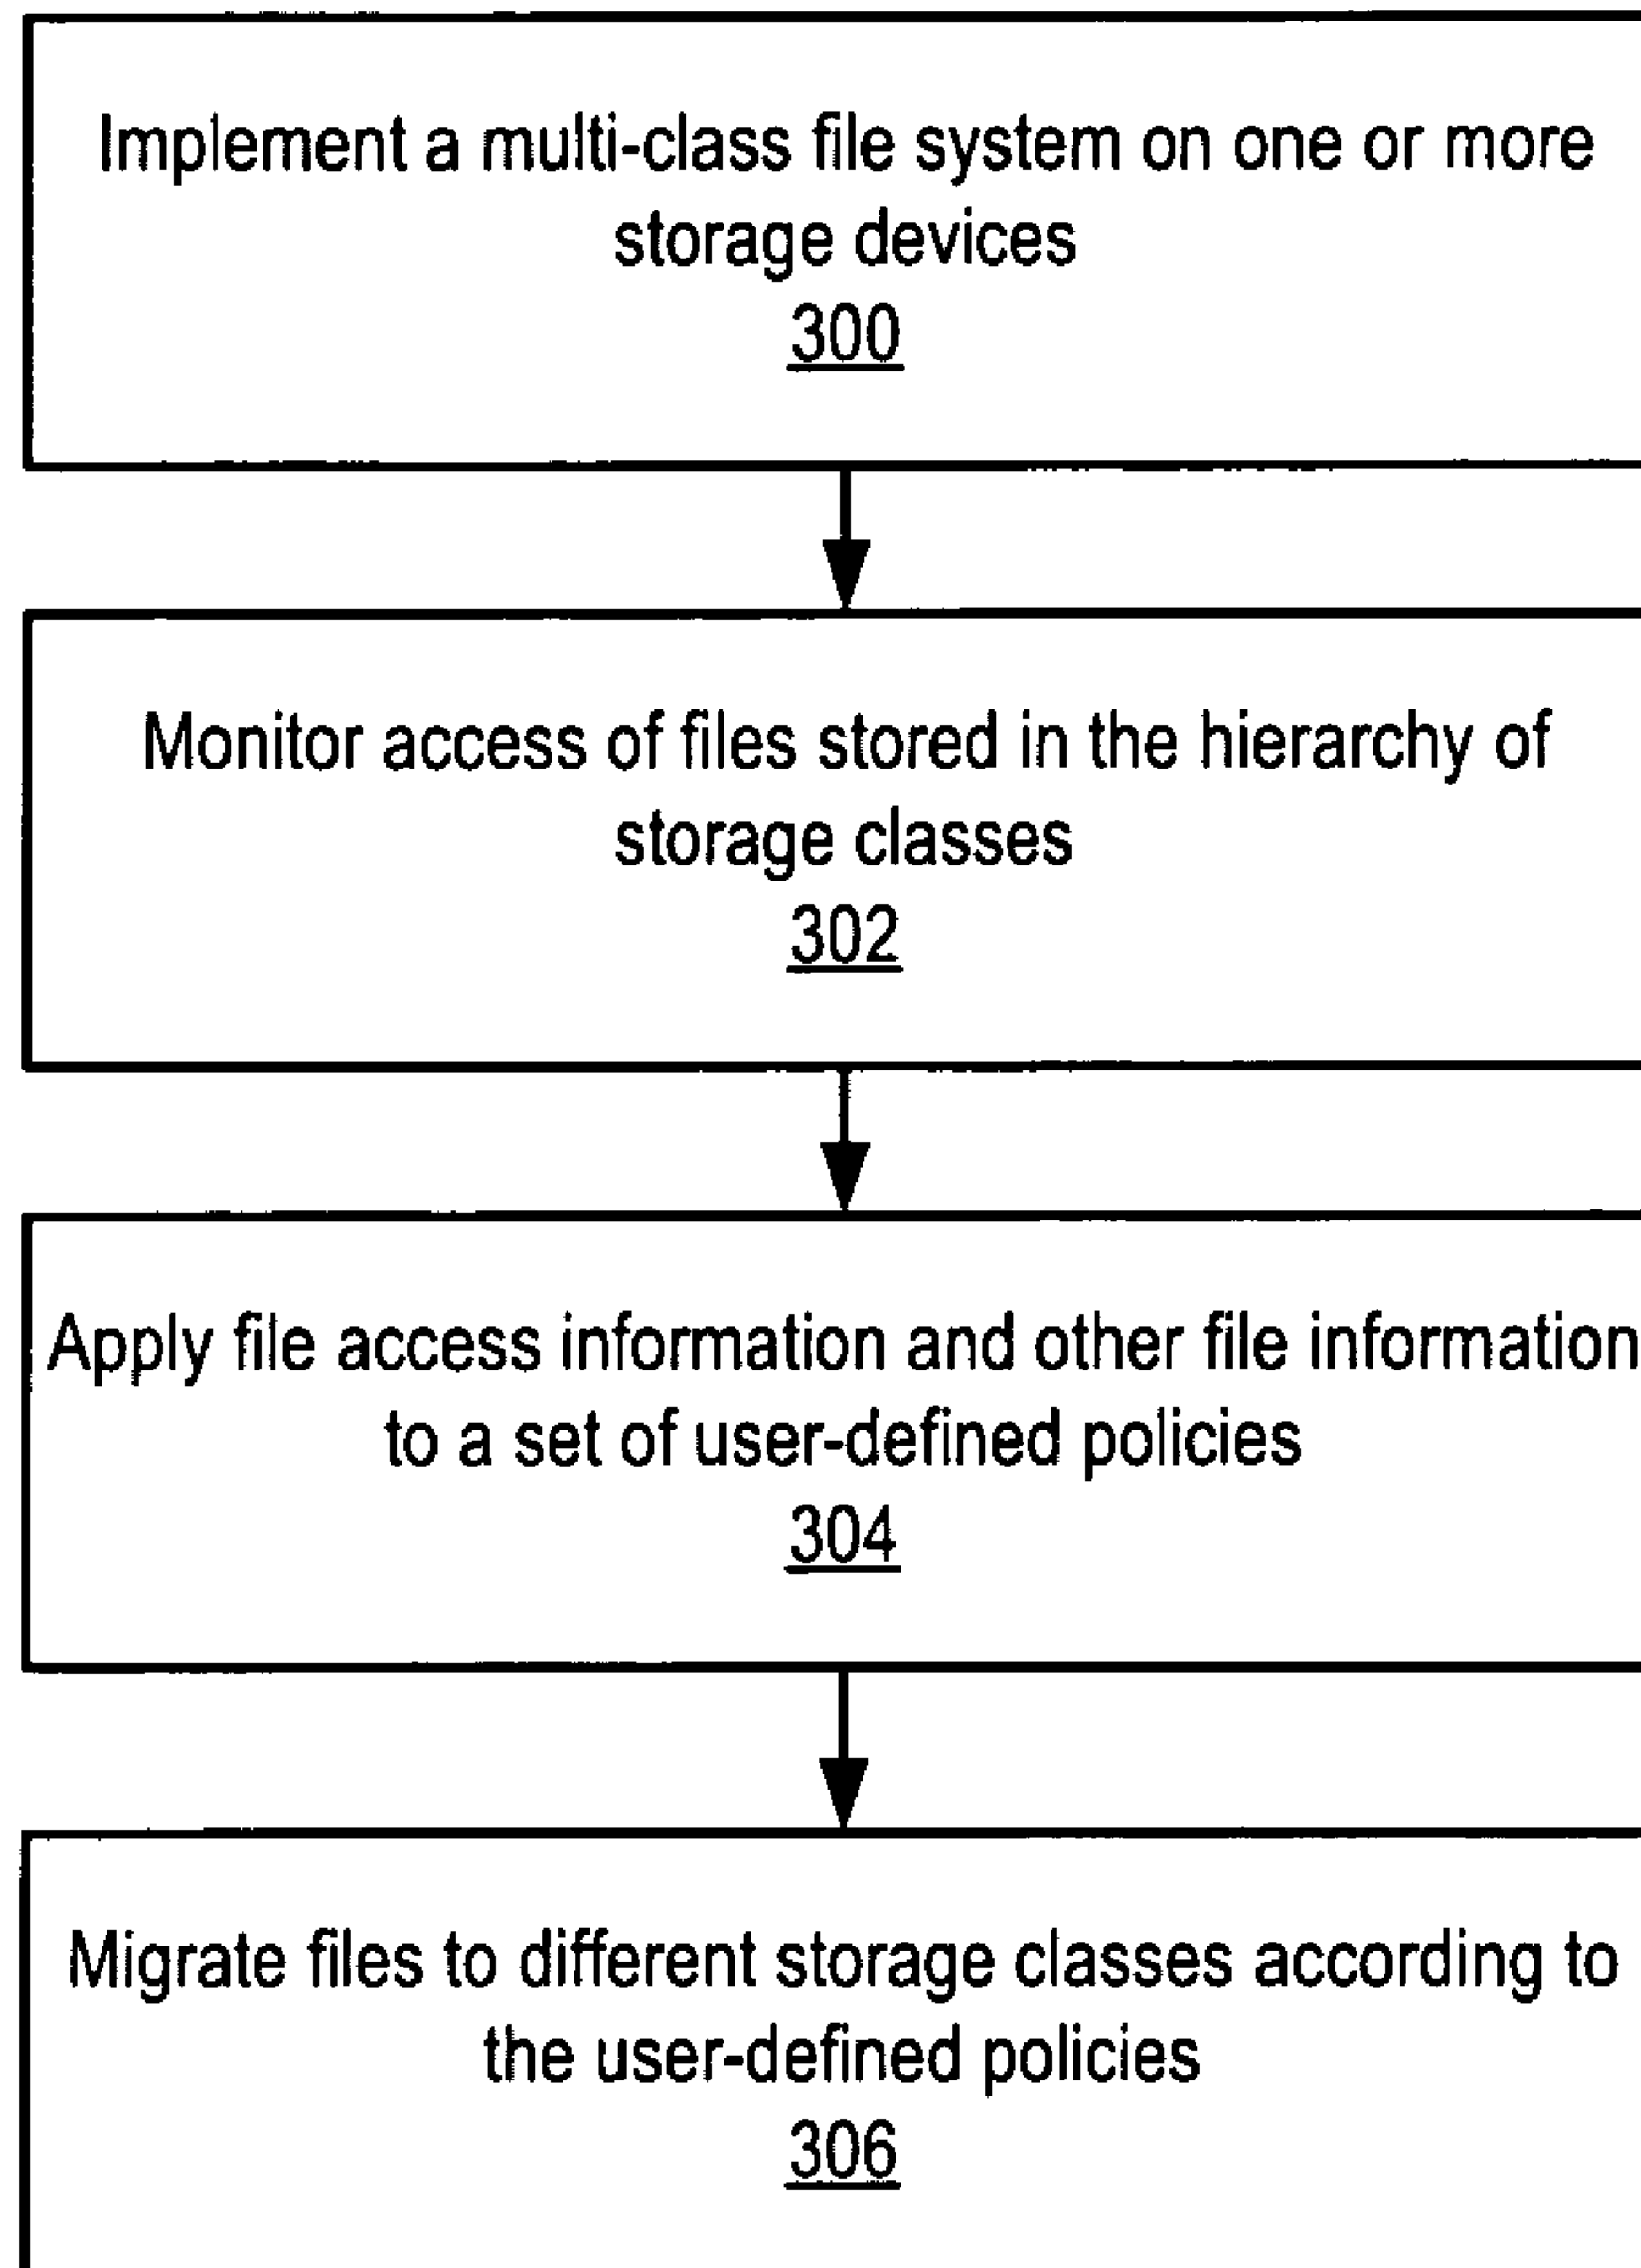 Implement a multi-class file system on one or more
storage devices
300
Monitor access of files stored in the hierarchy of
storage classes
302
Apply file access information and other file information
to a set of user-defined policies
304
Migrate files to different storage classes according to
the user-defined policies
306